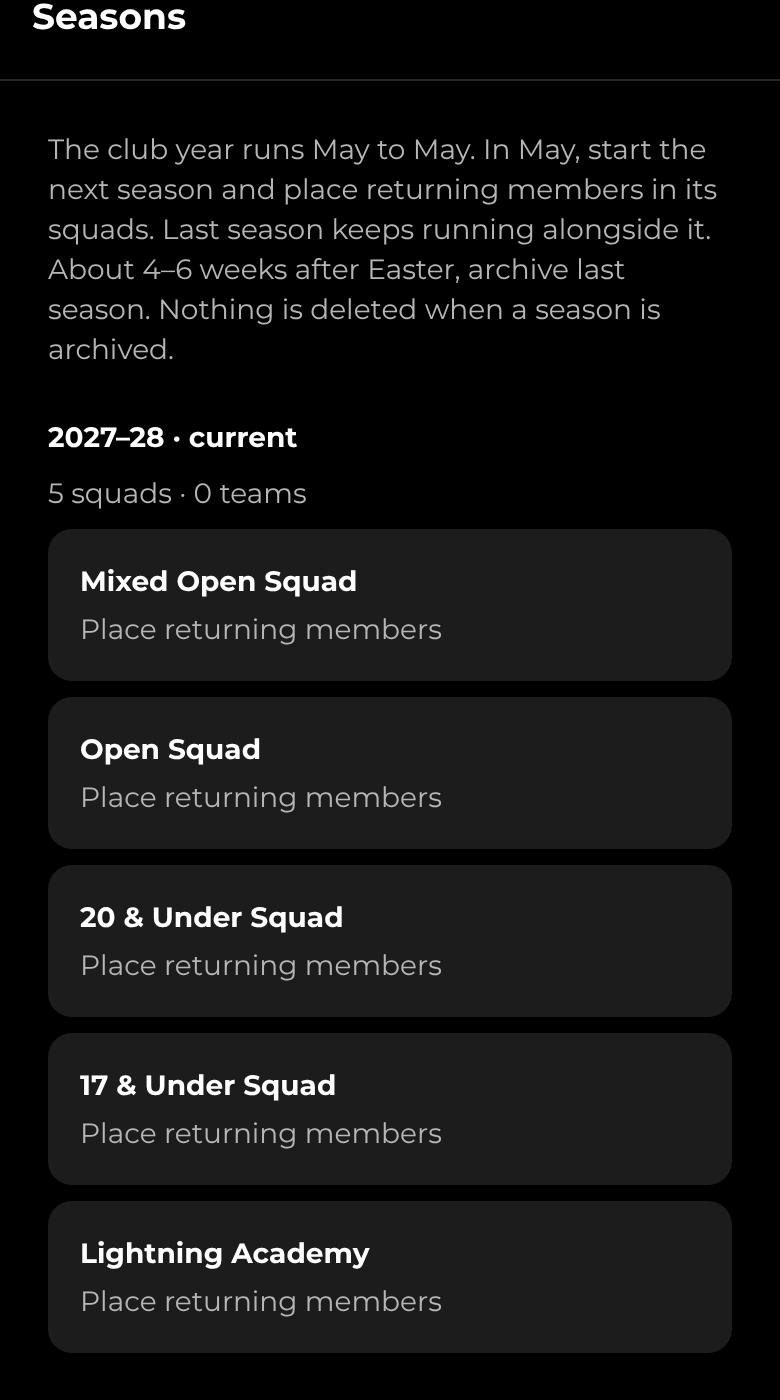 Seasons
The club year runs May to May. In May, start the
next season and place returning members in its
squads. Last season keeps running alongside it.
About 4–6 weeks after Easter, archive last
season. Nothing is deleted when a season is
archived.
2027–28 · current
5 squads · 0 teams
Mixed Open Squad
Place returning members
Open Squad
Place returning members
20 & Under Squad
Place returning members
17 & Under Squad
Place returning members
Lightning Academy
Place returning members